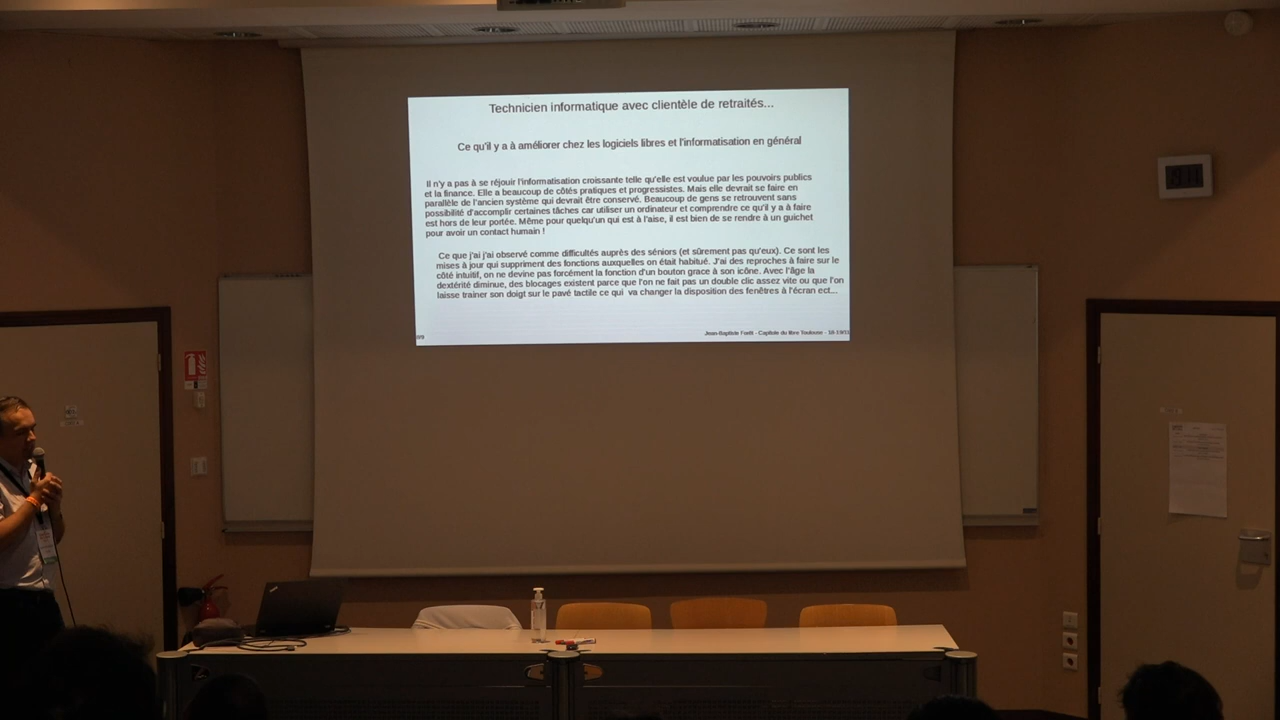 Technicien informatique avec clientèle de retraités...
Ce qu'il y a à améliorer chez les logiciels libres et l'informatisation en général
Il n'y a pas à se réjouir l'informatisation croissante telle qu'elle est voulue par les pouvoirs publics
et la finance. Elle a beaucoup de côtés pratiques et progressistes. Mais elle devrait se faire en
parallèle de l'ancien système qui devrait être conservé. Beaucoup de gens se retrouvent sans
possibilité d'accomplir certaines tâches car utiliser un ordinateur et comprendre ce qu'il y a à faire
est hors de leur portée. Même pour quelqu'un qui est à l'aise, il est bien de se rendre à un guichet
pour avoir un contact humain !
Ce que j'ai j'ai observé comme difficultés auprès des séniors (et sûrement pas qu'eux). Ce sont les
mises à jour qui suppriment des fonctions auxquelles on était habitué. J'ai des reproches à faire sur le
côté intuitif, on ne devine pas forcément la fonction d'un bouton grace à son icône. Avec l'âge la
dextérité diminue, des blocages existent parce que l'on ne fait pas un double clic assez vite ou que l'on
laisse trainer son doigt sur le pavé tactile ce qui va changer la disposition des fenêtres à l'écran ect...
Jean-Baptiste - Capitole du libre Toulouse -